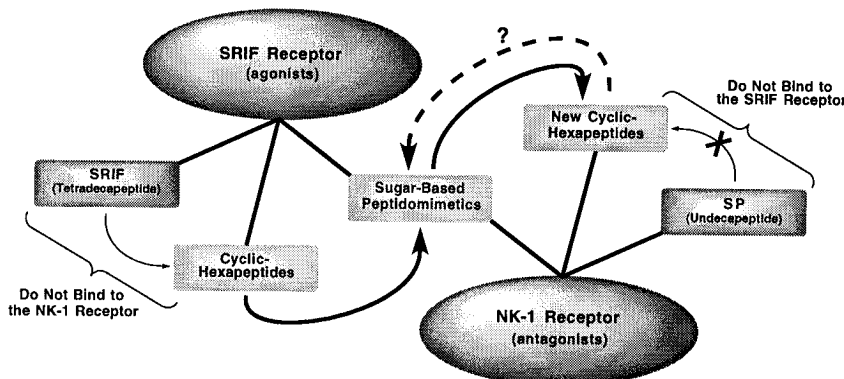 SRIF Receptor
(agonists)
?
Do Not Bind to
the SRIF Receptor
New Cyclic-
Hexapeptides
SRIF
(Tetradecapeptide)
Sugar-Based
Peptidomimetics
SP
(Undecapeptide)
Cyclic-
Hexapeptides
Do Not Bind to
the NK-1 Receptor
NK-1 Receptor
(antagonists)